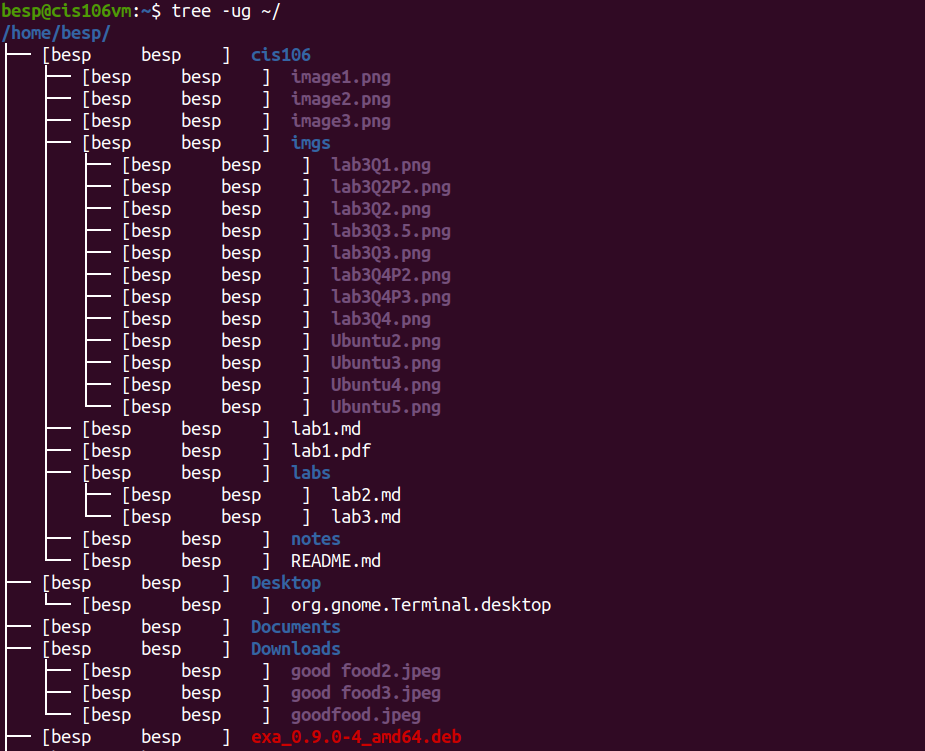 besp@cis106vm:~$ tree -ug ~/
/home/besp/
├── [besp     besp    ]  cis106
│   ├── [besp     besp    ]  image1.png
│   ├── [besp     besp    ]  image2.png
│   ├── [besp     besp    ]  image3.png
│   ├── [besp     besp    ]  imgs
│   │   ├── [besp     besp    ]  lab3Q1.png
│   │   ├── [besp     besp    ]  lab3Q2P2.png
│   │   ├── [besp     besp    ]  lab3Q2.png
│   │   ├── [besp     besp    ]  lab3Q3.5.png
│   │   ├── [besp     besp    ]  lab3Q3.png
│   │   ├── [besp     besp    ]  lab3Q4P2.png
│   │   ├── [besp     besp    ]  lab3Q4P3.png
│   │   ├── [besp     besp    ]  lab3Q4.png
│   │   ├── [besp     besp    ]  Ubuntu2.png
│   │   ├── [besp     besp    ]  Ubuntu3.png
│   │   ├── [besp     besp    ]  Ubuntu4.png
│   │   └── [besp     besp    ]  Ubuntu5.png
│   ├── [besp     besp    ]  lab1.md
│   ├── [besp     besp    ]  lab1.pdf
│   ├── [besp     besp    ]  labs
│   │   ├── [besp     besp    ]  lab2.md
│   │   └── [besp     besp    ]  lab3.md
│   ├── [besp     besp    ]  notes
│   └── [besp     besp    ]  README.md
├── [besp     besp    ]  Desktop
│   └── [besp     besp    ]  org.gnome.Terminal.desktop
├── [besp     besp    ]  Documents
├── [besp     besp    ]  Downloads
│   ├── [besp     besp    ]  good food2.jpeg
│   ├── [besp     besp    ]  good food3.jpeg
│   └── [besp     besp    ]  goodfood.jpeg
├── [besp     besp    ]  exa_0.9.0-4_amd64.deb